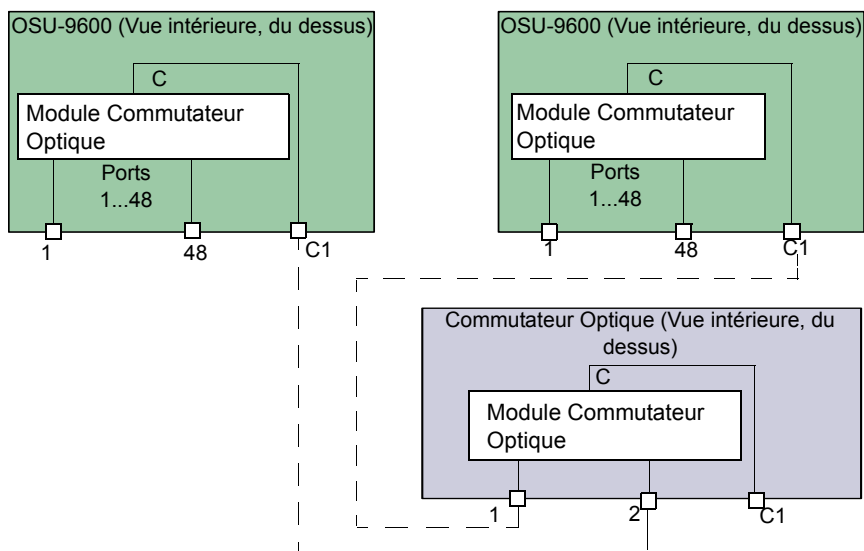 OSU-9600 (Vue intérieure, du dessus)
C
Module Commutateur
Optique
Ports
1...48
1
48
C1
OSU-9600 (Vue intérieure, du dessus)
C
Module Commutateur
Optique
Ports
1...48
1
48
C1
Commutateur Optique (Vue intérieure, du
dessus)
C
Module Commutateur
Optique
1
2
C1